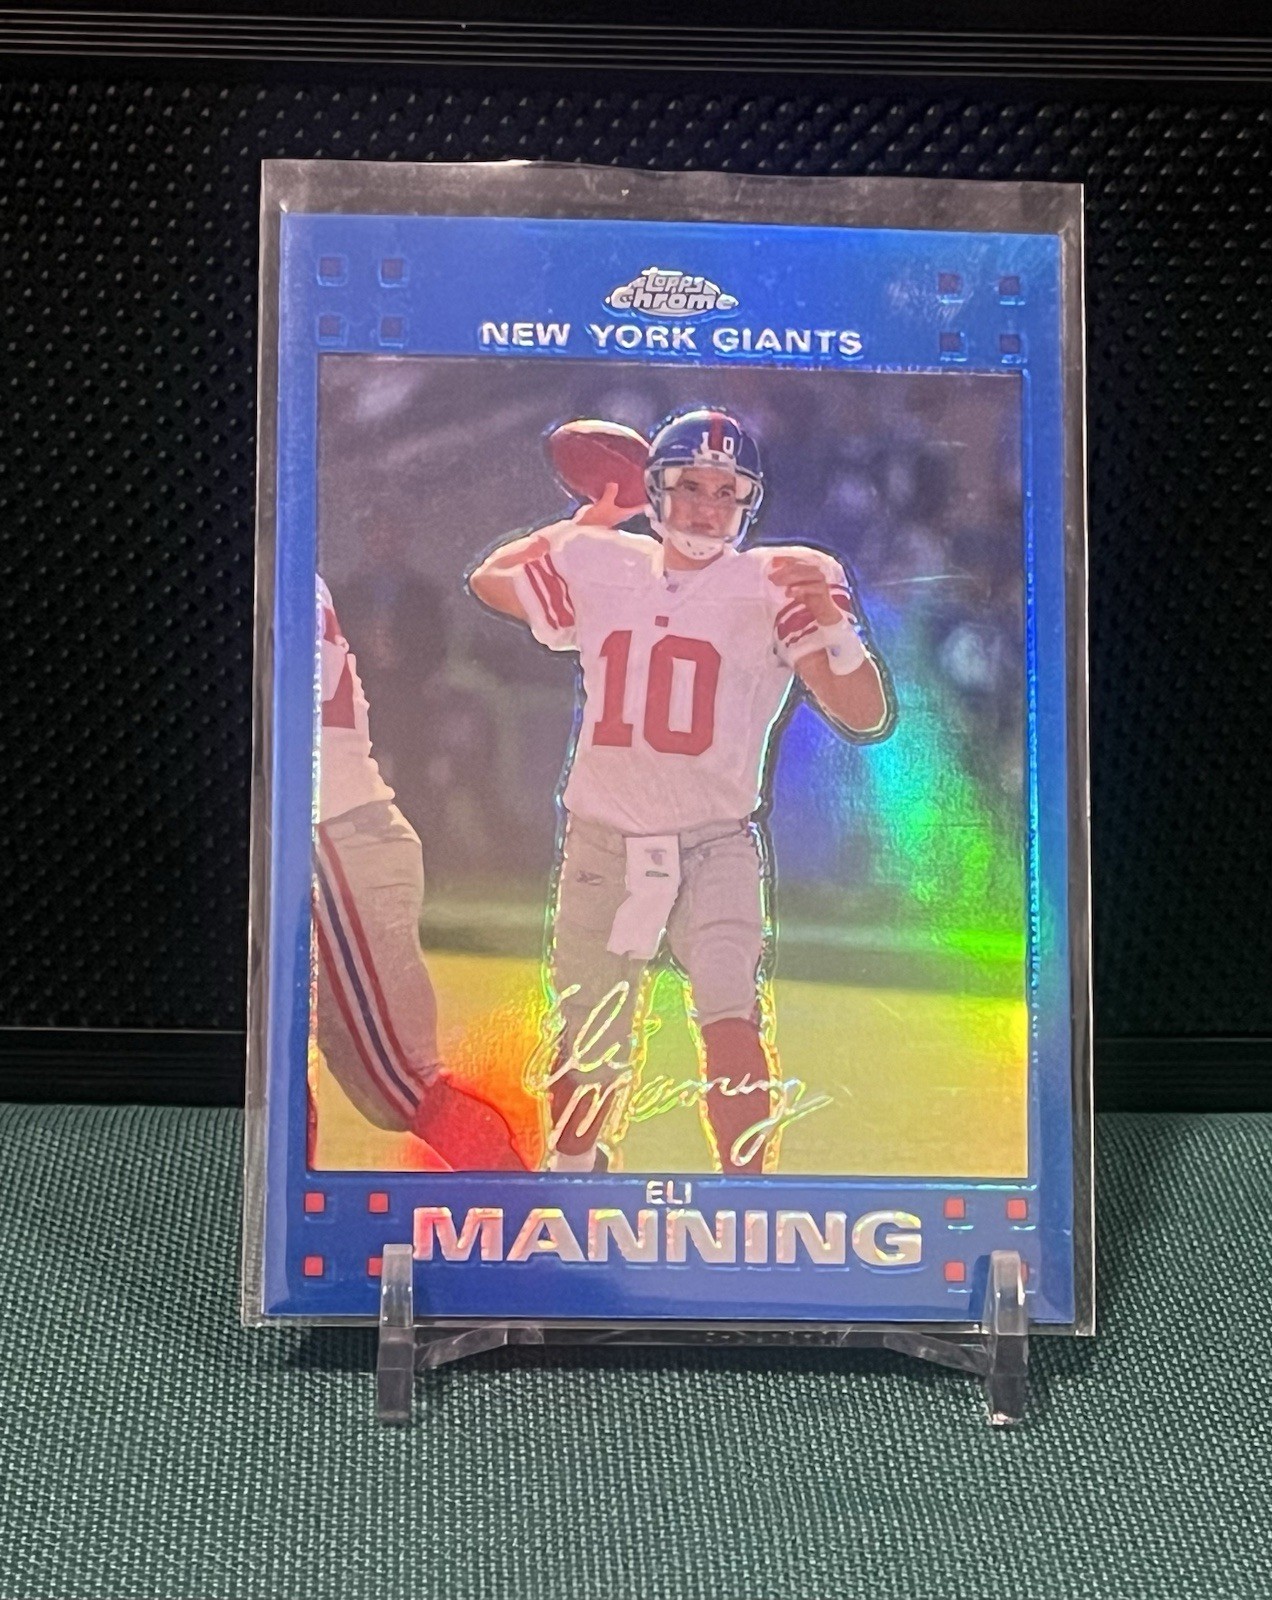 Topps
Chrome
NEW YORK GIANTS
10
10
Eli
Manning
ELI
MANNING